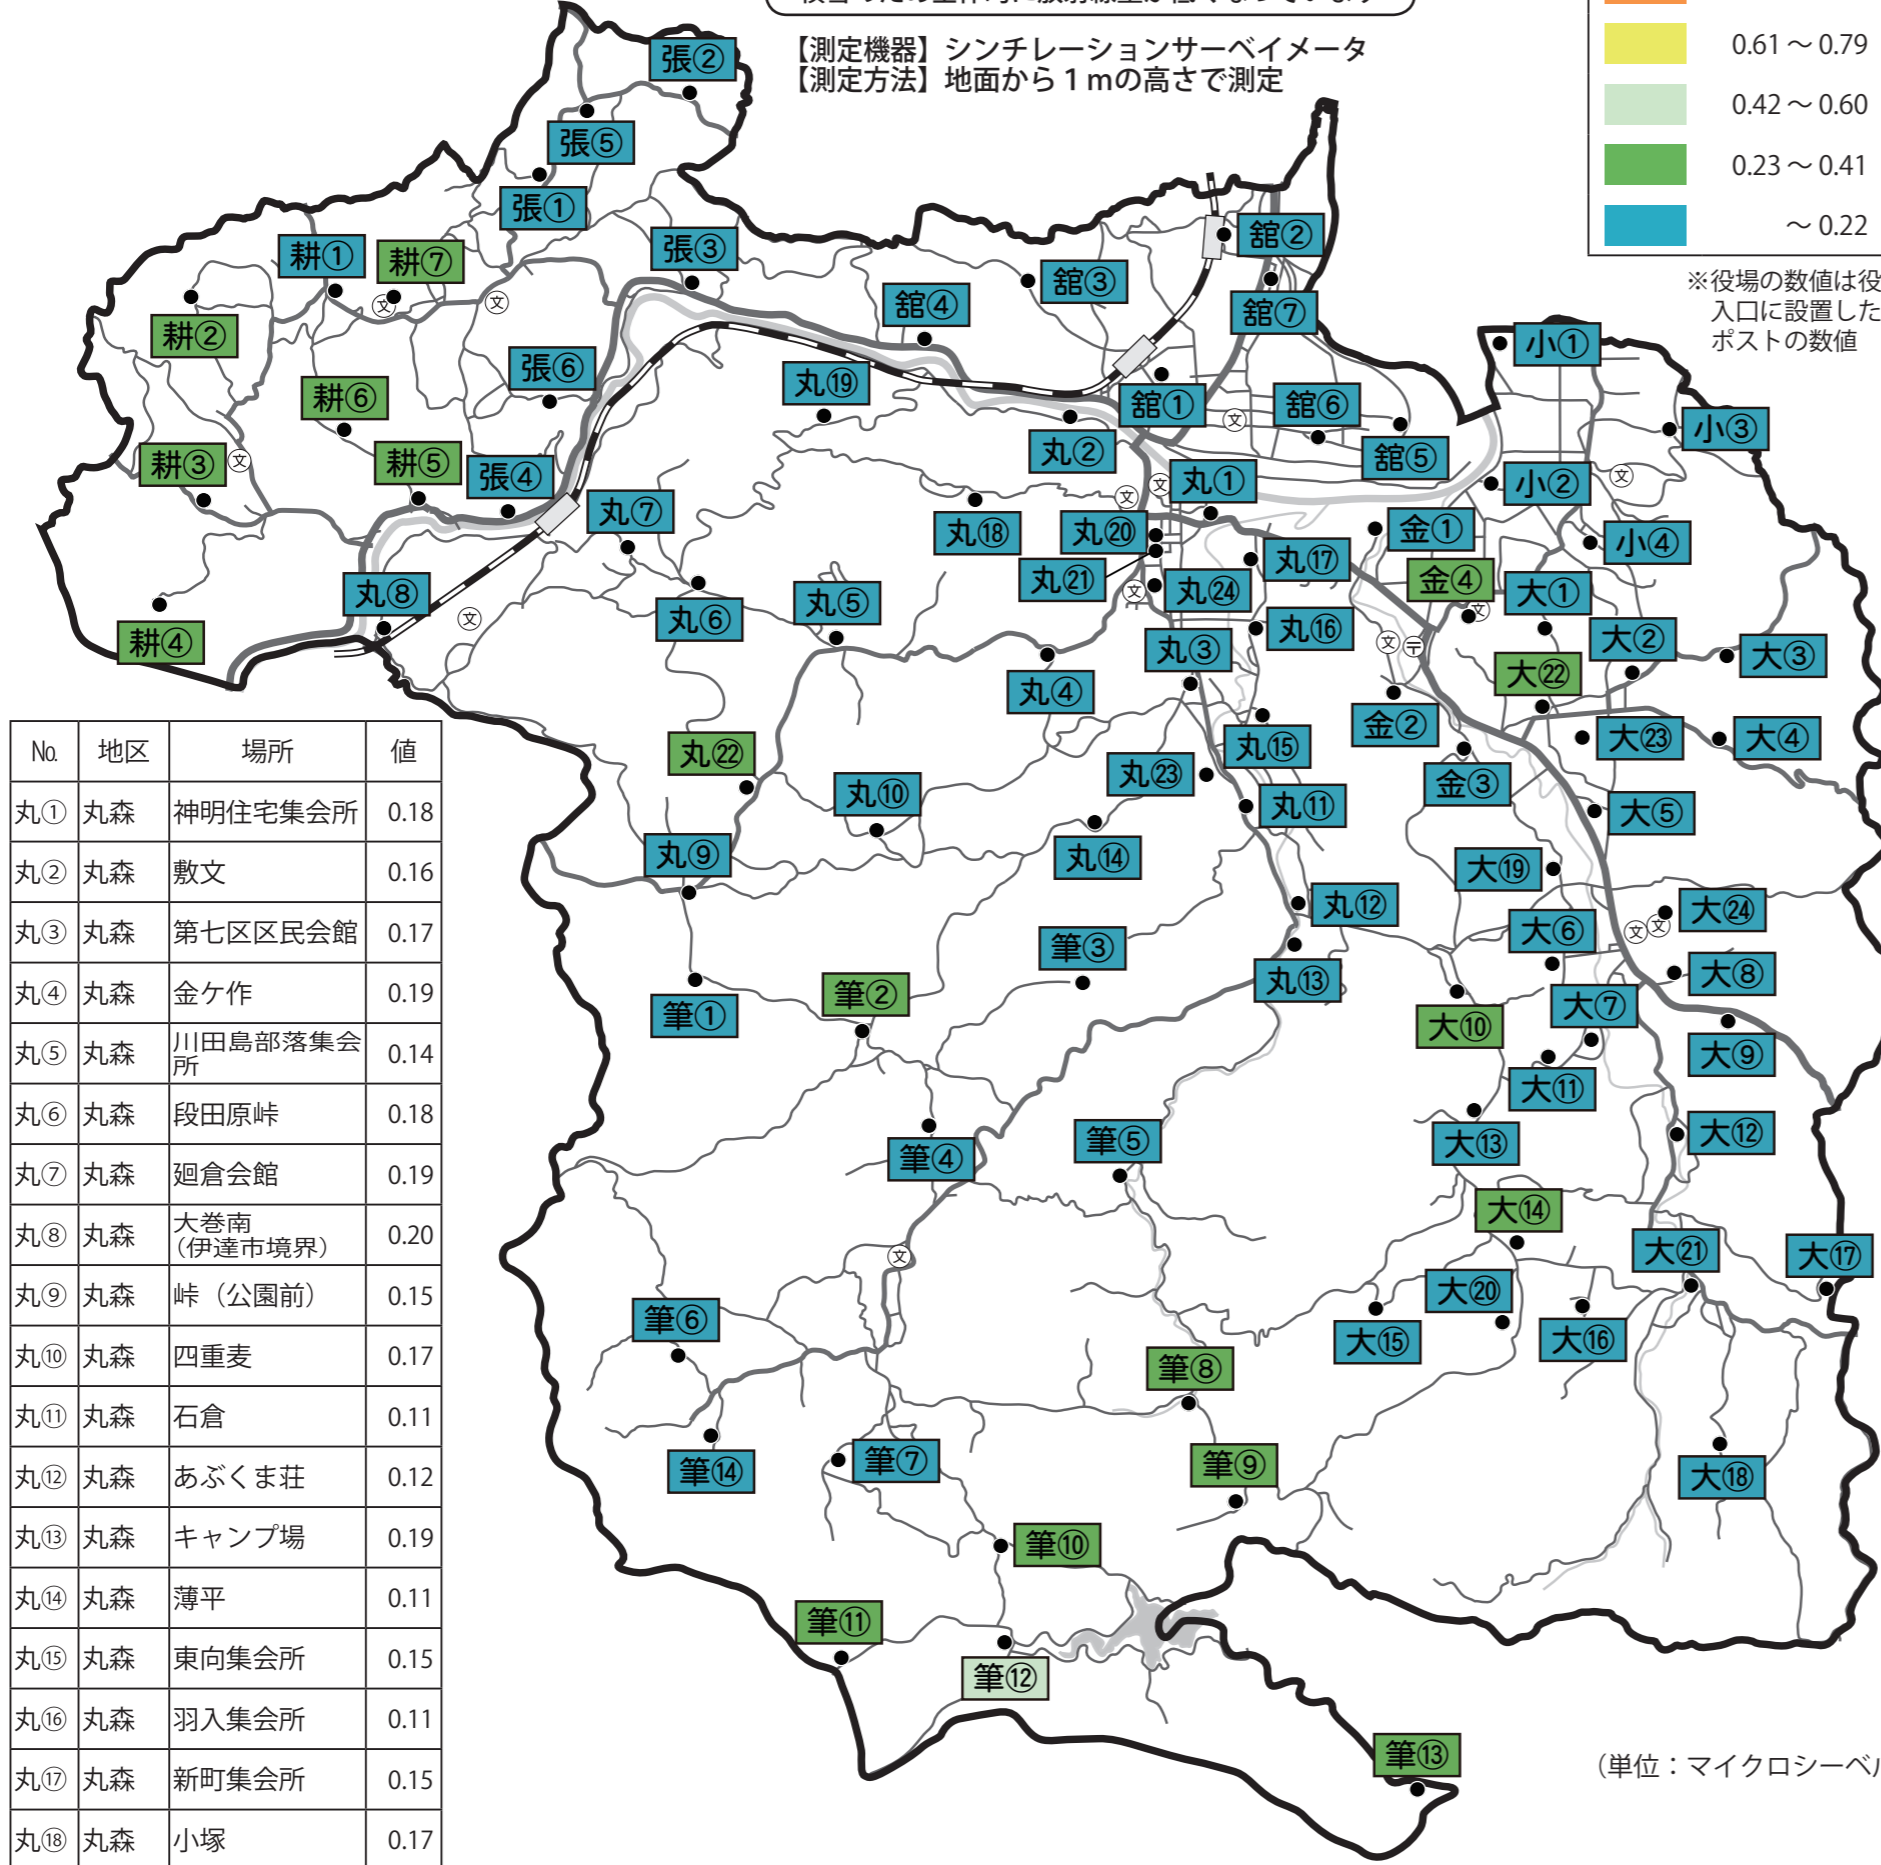 【測定機器】シンチレーションサーベイメータ
【測定方法】地面から1mの高さで測定
0.61～0.79
0.42～0.60
0.23～0.41
～0.22
※役場の数値は役
入口に設置した
ポストの数値
張②
張⑤
張①
張③
耕①
耕⑦
耕②
舘②
舘③
舘④
舘⑦
小①
張⑥
丸⑲
耕⑥
舘①
舘⑥
小③
耕③
耕⑤
張④
丸②
舘⑤
丸①
小②
丸⑦
丸⑱
丸⑳
金①
小④
丸⑰
丸㉑
金④
丸⑧
丸⑥
丸⑤
丸㉔
大①
耕④
丸⑯
丸③
大②
大③
大㉒
丸④
金②
丸㉒
丸⑮
大㉓
大④
丸㉓
丸⑩
金③
丸⑪
大⑤
丸⑨
丸⑭
大⑲
丸⑫
大㉔
大⑥
筆③
丸⑬
大⑧
筆①
筆②
大⑦
大⑩
大⑨
大⑪
筆④
筆⑤
大⑬
大⑫
大⑭
大㉑
大⑰
大⑳
筆⑥
大⑮
大⑯
筆⑧
筆⑭
筆⑦
筆⑨
大⑱
筆⑩
筆⑪
筆⑫
筆⑬
文
文
文
文
文
文
文
文
文
文
文
文
文
文
〒
№ 地区 場所 値
丸① 丸森 神明住宅集会所 0.18
丸② 丸森 敷文 0.16
丸③ 丸森 第七区区民会館 0.17
丸④ 丸森 金ケ作 0.19
丸⑤ 丸森 川田島部落集会
所 0.14
丸⑥ 丸森 段田原峠 0.18
丸⑦ 丸森 廻倉会館 0.19
丸⑧ 丸森 大巻南
（伊達市境界） 0.20
丸⑨ 丸森 峠（公園前） 0.15
丸⑩ 丸森 四重麦 0.17
丸⑪ 丸森 石倉 0.11
丸⑫ 丸森 あぶくま荘 0.12
丸⑬ 丸森 キャンプ場 0.19
丸⑭ 丸森 薄平 0.11
丸⑮ 丸森 東向集会所 0.15
丸⑯ 丸森 羽入集会所 0.11
丸⑰ 丸森 新町集会所 0.15
丸⑱ 丸森 小塚 0.17
（単位：マイクロシーベル